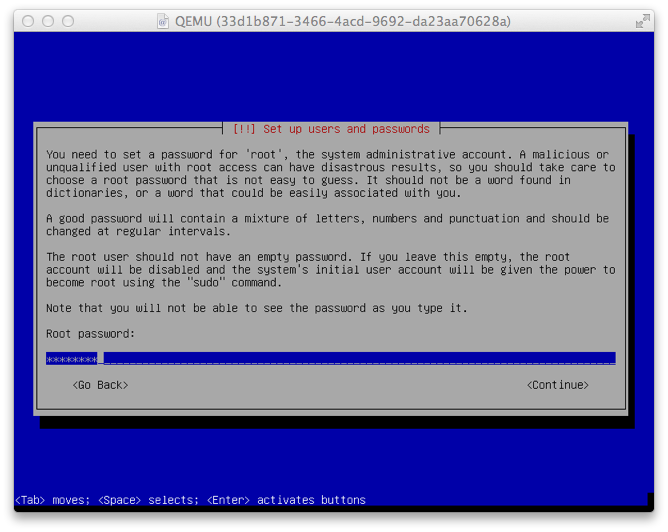 QEMU (33d1b871-3466-4acd-9692-da23aa70628a)
[!!] Set up users and passwords
You need to set a password for 'root', the system administrative account. A malicious or
unqualified user with root access can have disastrous results, so you should take care to
choose a root password that is not easy to guess. It should not be a word found in
dictionaries, or a word that could be easily associated with you.
A good password will contain a mixture of letters, numbers and punctuation and should be
changed at regular intervals.
The root user should not have an empty password. If you leave this empty, the root
account will be disabled and the system's initial user account will be given the power to
become root using the "sudo" command.
Note that you will not be able to see the password as you type it.
Root password:
********
<Go Back> <Continue>
<Tab> moves; <Space> selects; <Enter> activates buttons